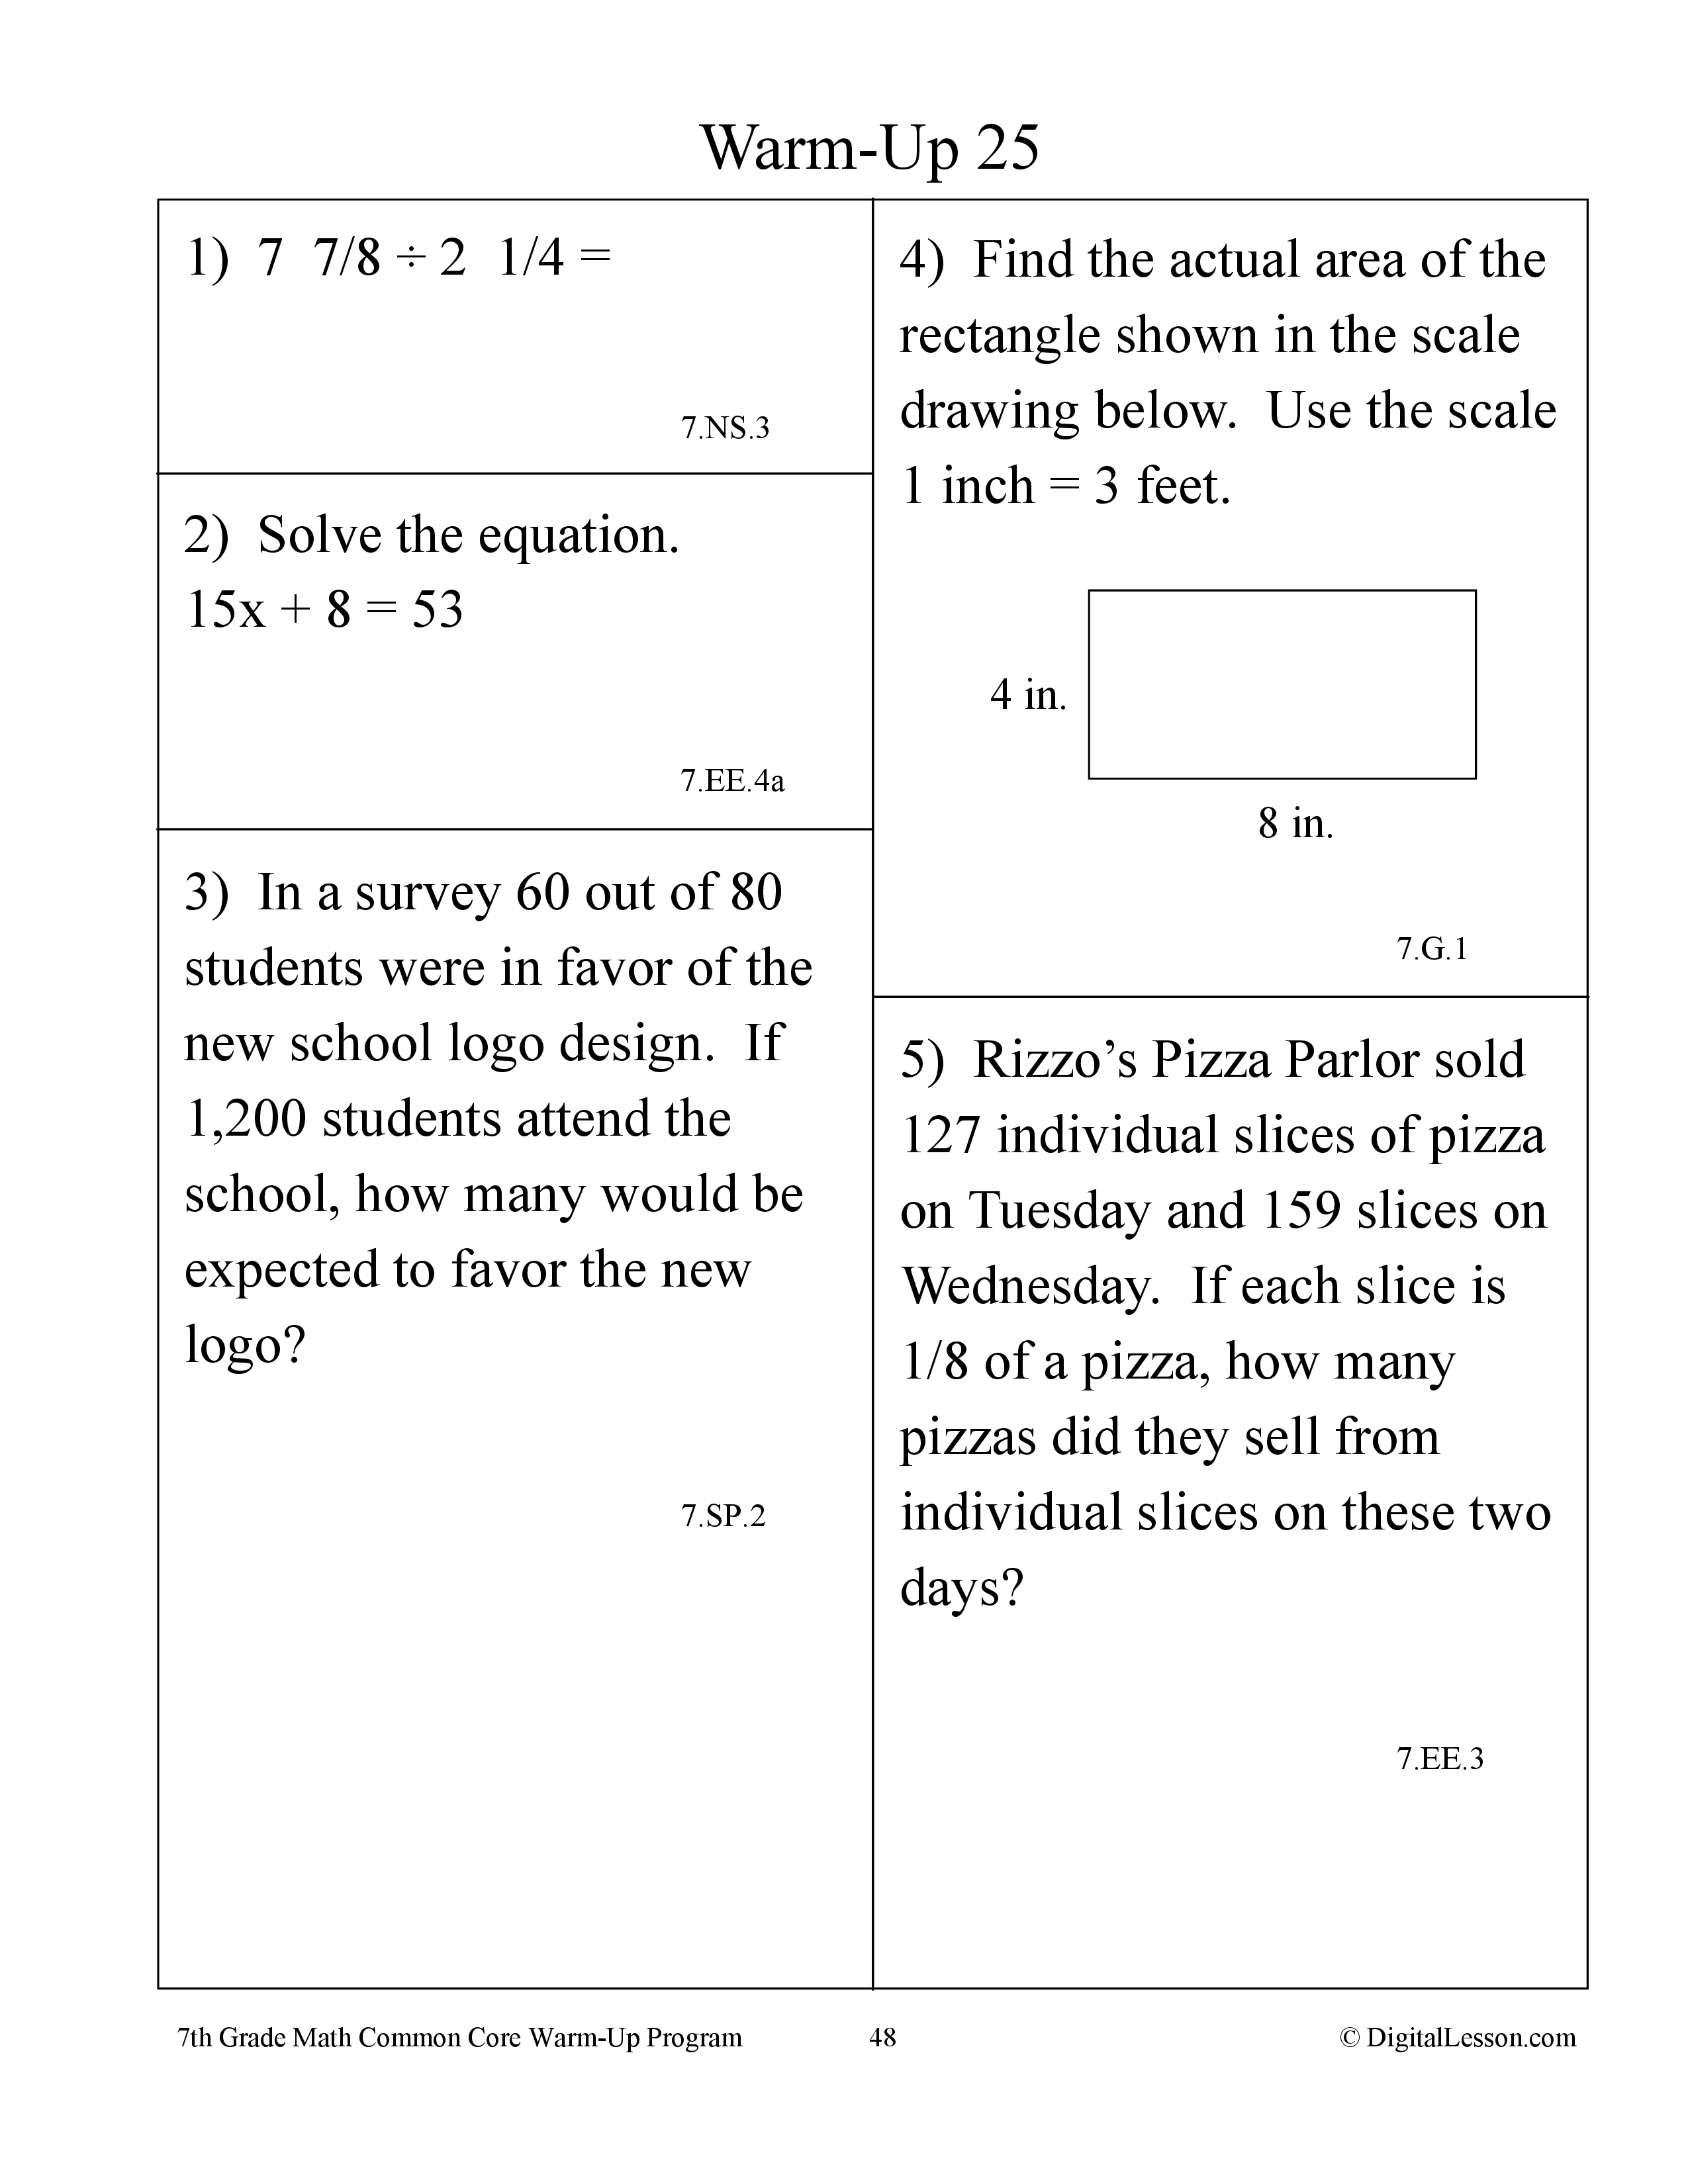 Warm-Up 25
1)  7  7/8 ÷ 2  1/4 =
7.NS.3
2)  Solve the equation.
15x + 8 = 53
7.EE.4a
3)  In a survey 60 out of 80
students were in favor of the
new school logo design.  If
1,200 students attend the
school, how many would be
expected to favor the new
logo?
7.SP.2
4)  Find the actual area of the
rectangle shown in the scale
drawing below.  Use the scale
1 inch = 3 feet.
4 in.
8 in.
7.G.1
5)  Rizzo’s Pizza Parlor sold
127 individual slices of pizza
on Tuesday and 159 slices on
Wednesday.  If each slice is
1/8 of a pizza, how many
pizzas did they sell from
individual slices on these two
days?
7.EE.3
7th Grade Math Common Core Warm-Up Program
48
© DigitalLesson.com